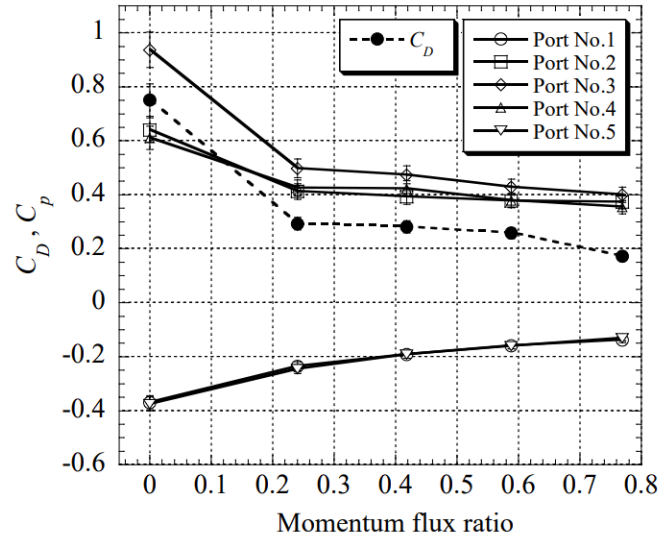 1
0.8
0.6
0.4
0.2
0
-0.2
-0.4
-0.6
C_D, C_p
C_D
Port No.1
Port No.2
Port No.3
Port No.4
Port No.5
0 0.1 0.2 0.3 0.4 0.5 0.6 0.7 0.8
Momentum flux ratio